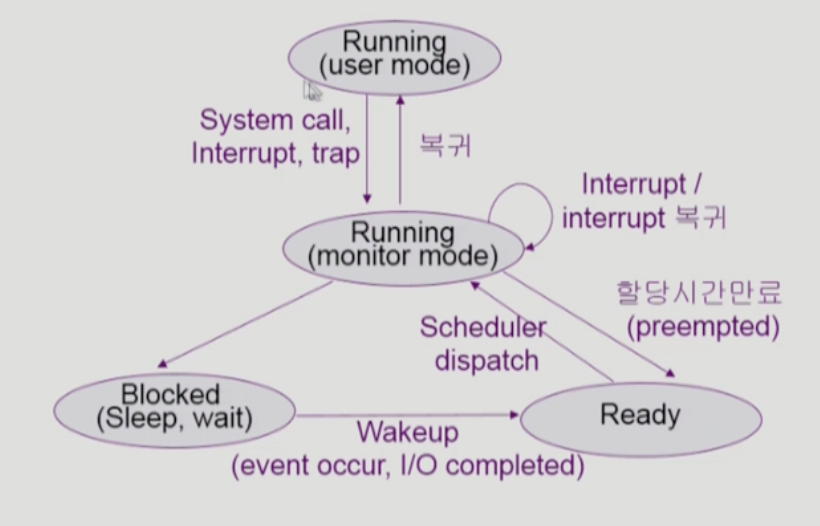 Running
(user mode)
System call,
Interrupt, trap
복귀
Interrupt /
interrupt 복귀
Running
(monitor mode)
할당시간만료
(preempted)
Scheduler
dispatch
Blocked
(Sleep, wait)
Ready
Wakeup
(event occur, I/O completed)